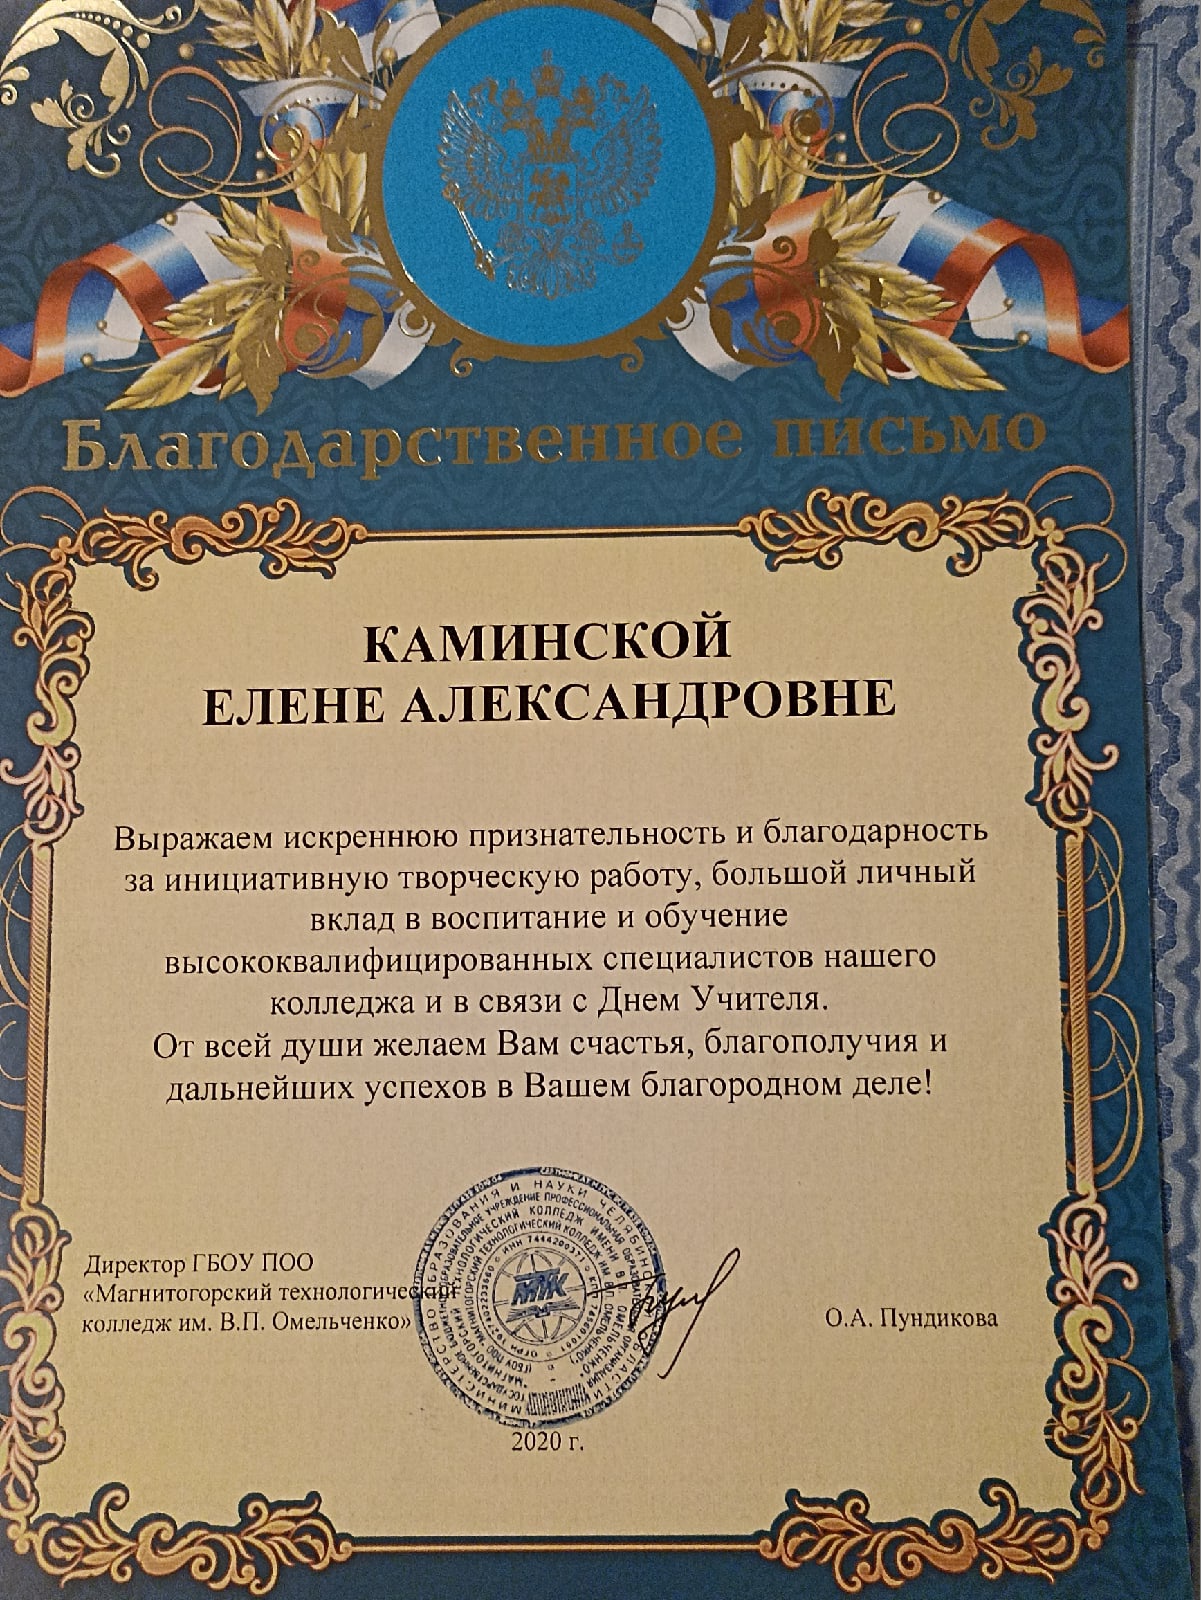 Благодарственное письмо
КАМИНСКОЙ
ЕЛЕНЕ АЛЕКСАНДРОВНЕ
Выражаем искреннюю признательность и благодарность
за инициативную творческую работу, большой личный
вклад в воспитание и обучение
высококвалифицированных специалистов нашего
колледжа и в связи с Днем Учителя.
От всей души желаем Вам счастья, благополучия и
дальнейших успехов в Вашем благородном деле!
Директор ГБОУ ПОО
«Магнитогорский технологический
колледж им. В.П. Омельченко»
О.А. Пундикова
МТК
2020 г.